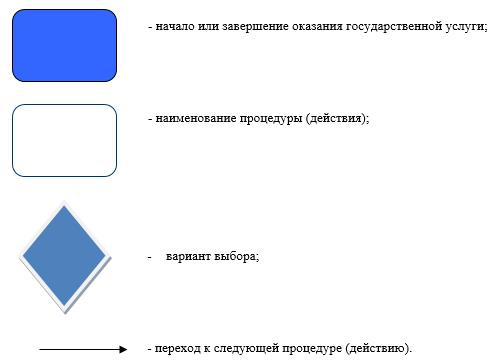 - начало или завершение оказания государственной услуги;
- наименование процедуры (действия);
- вариант выбора;
- переход к следующей процедуре (действию).